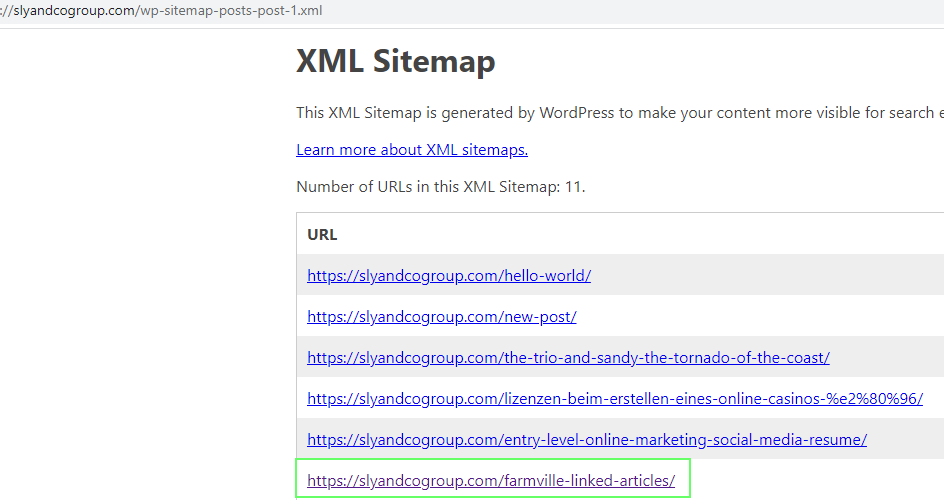 ://slyandcogroup.com/wp-sitemap-posts-post-1.xml
XML Sitemap
This XML Sitemap is generated by WordPress to make your content more visible for search e
Learn more about XML sitemaps.
Number of URLs in this XML Sitemap: 11.
URL
https://slyandcogroup.com/hello-world/
https://slyandcogroup.com/new-post/
https://slyandcogroup.com/the-trio-and-sandy-the-tornado-of-the-coast/
https://slyandcogroup.com/lizenzen-beim-erstellen-eines-online-casinos-%e2%80%96/
https://slyandcogroup.com/entry-level-online-marketing-social-media-resume/
https://slyandcogroup.com/farmville-linked-articles/